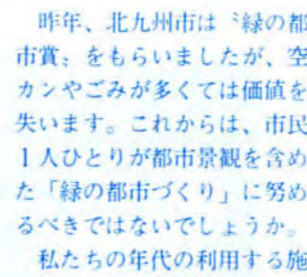 昨年、北九州市は〝緑の都
市賞〟をもらいましたが、空
カンやごみが多くては価値を
失います。これからは、市民
1人ひとりが都市景観を含め
た「緑の都市づくり」に努め
るべきではないでしょうか。
　私たちの年代の利用する施